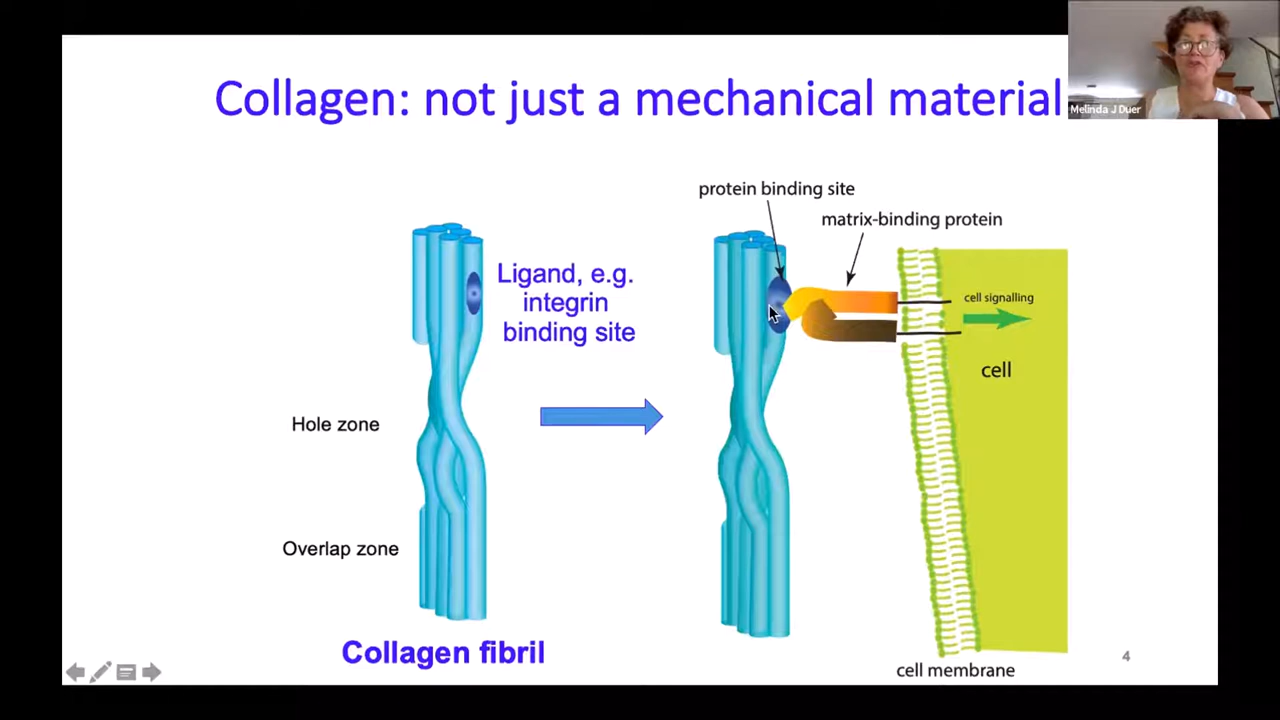 Collagen: not just a mechanical material
Melinda J Duer
protein binding site
matrix-binding protein
Ligand, e.g.
integrin
binding site
cell signalling
cell
Hole zone
Overlap zone
Collagen fibril
4
cell membrane